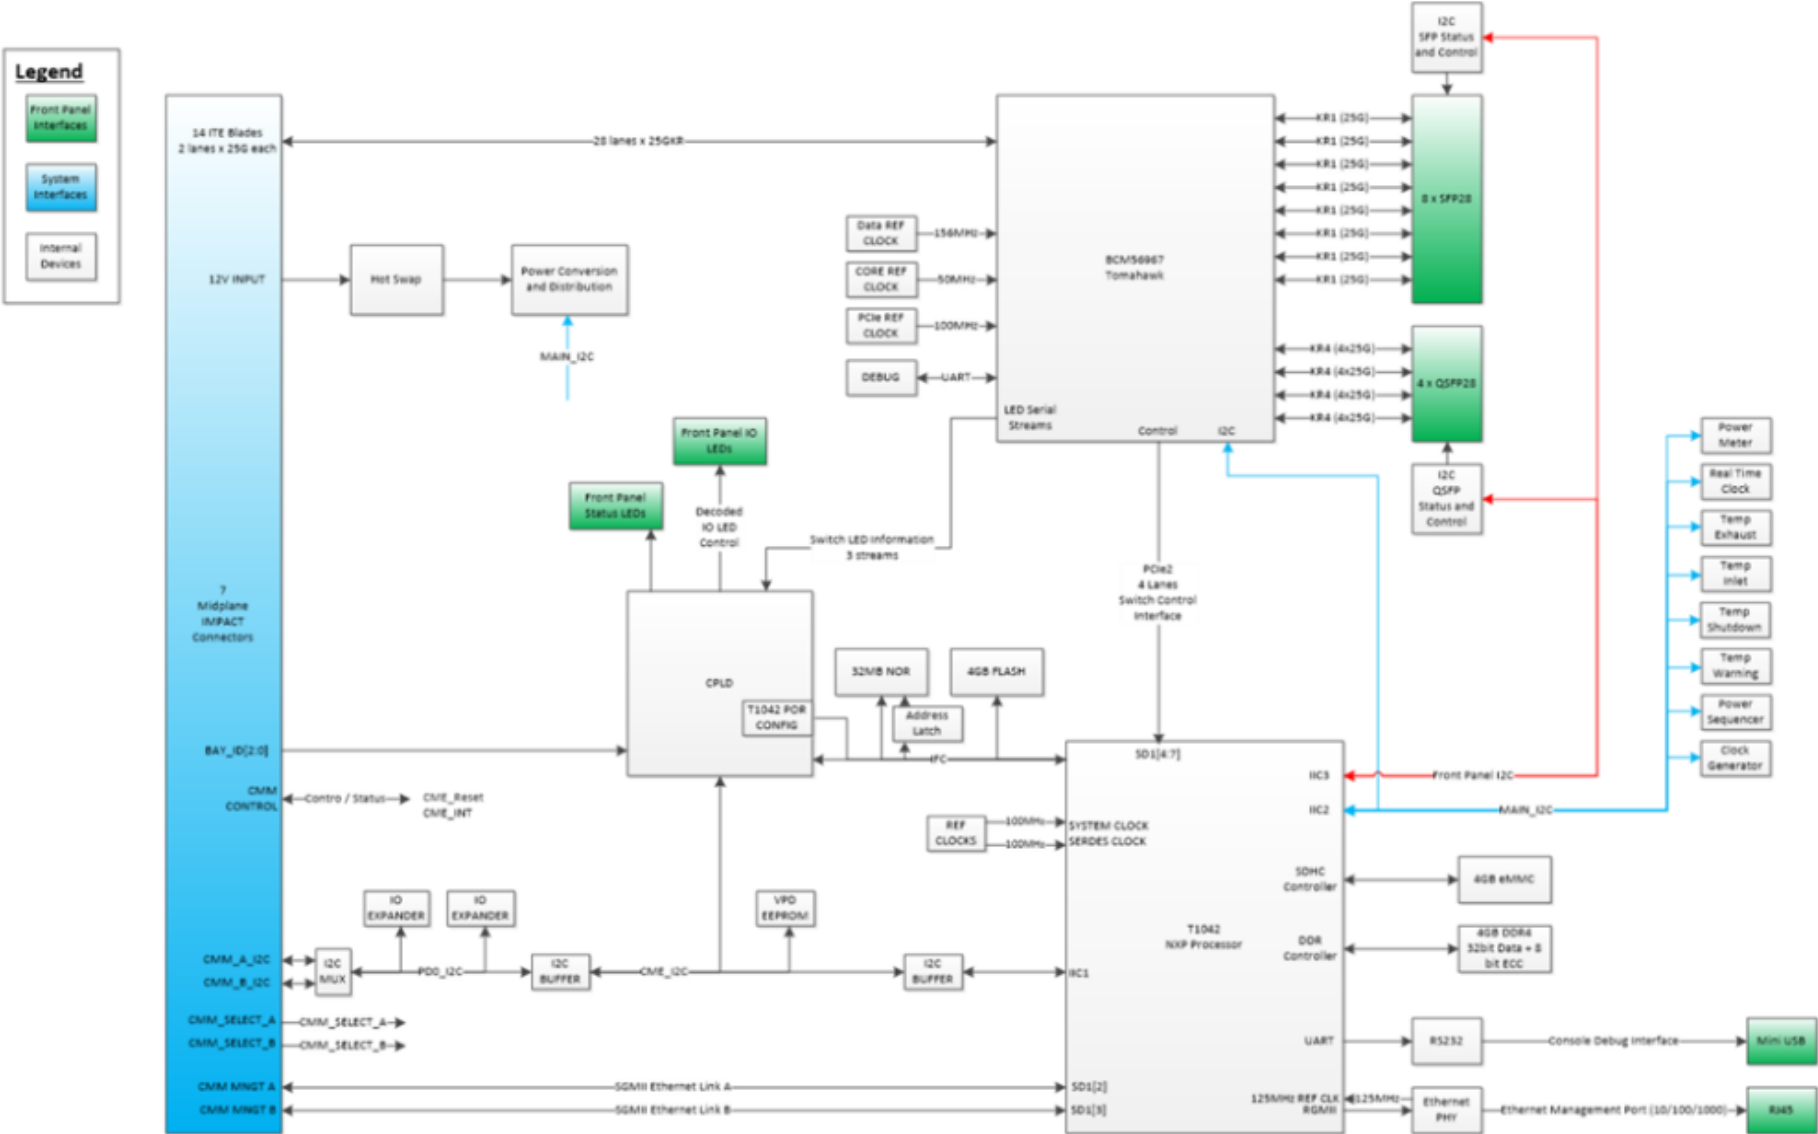 Legend
Front Panel
Interfaces
System
Interfaces
Internal
Devices
14 ITE Blades
2 lanes x 25G each
28 lanes x 25GKR
12V INPUT
Hot Swap
Power Conversion
and Distribution
MAIN_I2C
Data REF
CLOCK
156MHz
CORE REF
CLOCK
50MHz
PCIe REF
CLOCK
100MHz
DEBUG
UART
BCM56967
Tomahawk
LED Serial
Streams
Control
I2C
I2C
SFP Status
and Control
KR1 (25G)
KR1 (25G)
KR1 (25G)
KR1 (25G)
KR1 (25G)
KR1 (25G)
KR1 (25G)
KR1 (25G)
8 x SFP28
KR4 (4x25G)
KR4 (4x25G)
KR4 (4x25G)
KR4 (4x25G)
4 x QSFP28
I2C
QSFP
Status and
Control
Power
Meter
Real Time
Clock
Temp
Exhaust
Temp
Inlet
Temp
Shutdown
Temp
Warning
Power
Sequencer
Clock
Generator
Front Panel IO
LEDs
Front Panel
Status LEDs
Decoded
IO LED
Control
Switch LED Information
3 streams
PCIe2
4 Lanes
Switch Control
Interface
7
Midplane
IMPACT
Connectors
CPLD
T1042 POR
CONFIG
32MB NOR
4GB FLASH
Address
Latch
IFC
BAY_ID[2:0]
CMM
CONTROL
Contro / Status
CME_Reset
CME_INT
REF
CLOCKS
100MHz
100MHz
SD1[4:7]
SYSTEM CLOCK
SERDES CLOCK
IIC3
Front Panel I2C
IIC2
MAIN_I2C
SDHC
Controller
4GB eMMC
T1042
NXP Processor
DDR
Controller
4GB DDR4
32bit Data + 8
bit ECC
IO
EXPANDER
IO
EXPANDER
VPD
EEPROM
CMM_A_I2C
CMM_B_I2C
I2C
MUX
PD0_I2C
I2C
BUFFER
CME_I2C
I2C
BUFFER
IIC1
CMM_SELECT_A
CMM_SELECT_A
CMM_SELECT_B
CMM_SELECT_B
UART
RS232
Console Debug Interface
Mini USB
CMM MNGT A
SGMII Ethernet Link A
SD1[2]
CMM MNGT B
SGMII Ethernet Link B
SD1[3]
125MHz REF CLK
125MHz
RGMII
Ethernet
PHY
Ethernet Management Port (10/100/1000)
RJ45